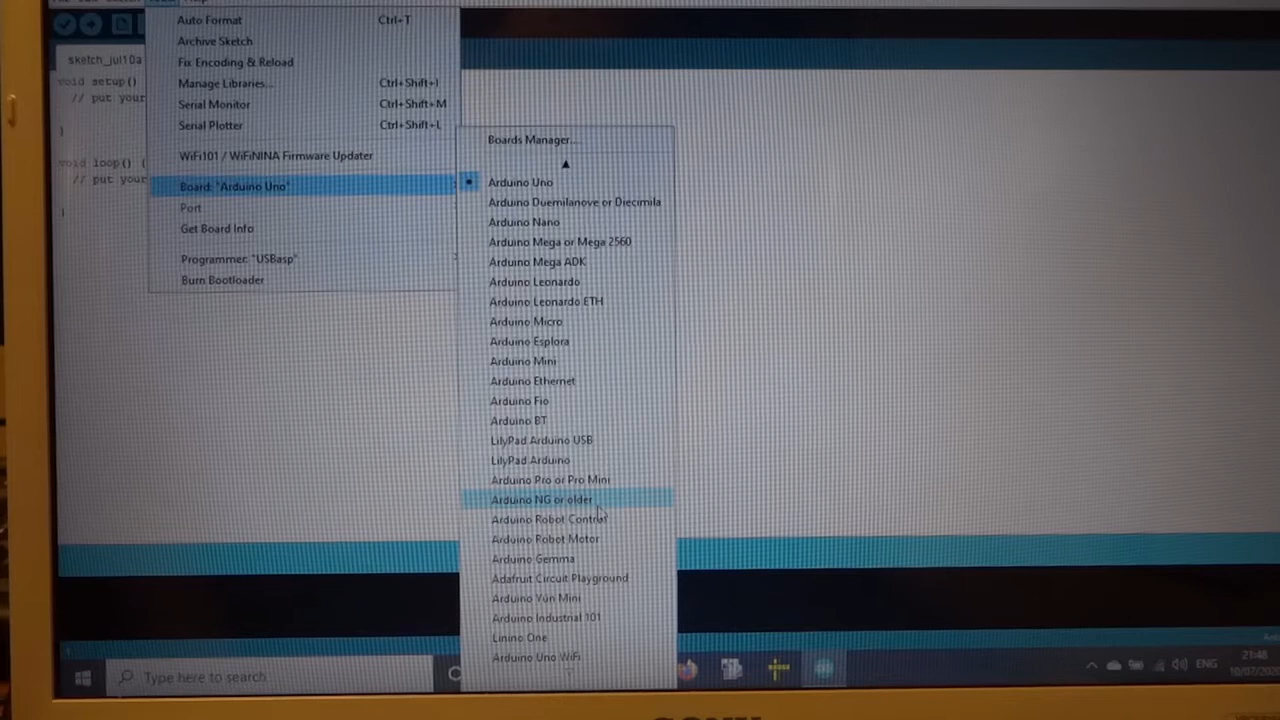 Auto Format Ctrl+T
Archive Sketch
Fix Encoding & Reload
Manage Libraries... Ctrl+Shift+I
Serial Monitor Ctrl+Shift+M
Serial Plotter Ctrl+Shift+L
WiFi101 / WiFiNINA Firmware Updater
Board: "Arduino Uno"
Port
Get Board Info
Programmer: "USBasp"
Burn Bootloader
sketch_jul10a
void setup()
// put your
}
void loop() {
// put your
}
Boards Manager...
Arduino Uno
Arduino Duemilanove or Diecimila
Arduino Nano
Arduino Mega or Mega 2560
Arduino Mega ADK
Arduino Leonardo
Arduino Leonardo ETH
Arduino Micro
Arduino Esplora
Arduino Mini
Arduino Ethernet
Arduino Fio
Arduino BT
LilyPad Arduino USB
LilyPad Arduino
Arduino Pro or Pro Mini
Arduino NG or older
Arduino Robot Control
Arduino Robot Motor
Arduino Gemma
Adafruit Circuit Playground
Arduino Yún Mini
Arduino Industrial 101
Linino One
Arduino Uno WiFi
Type here to search
ENG
21:48